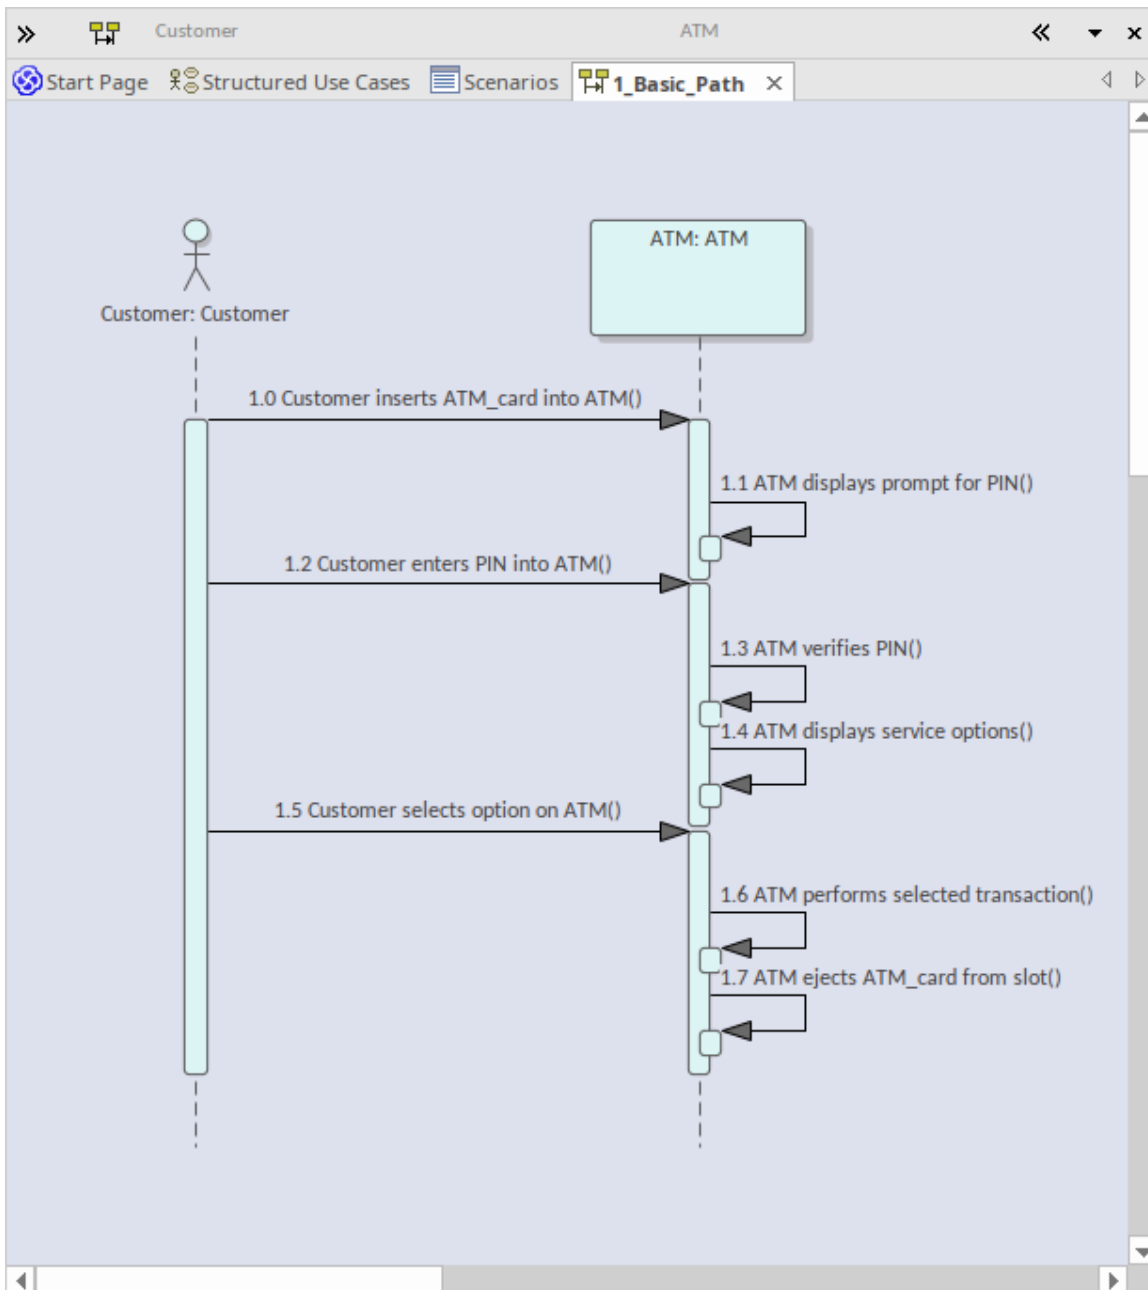 Customer ATM
Start Page Structured Use Cases Scenarios 1_Basic_Path
ATM: ATM
Customer: Customer
1.0 Customer inserts ATM_card into ATM()
1.1 ATM displays prompt for PIN()
1.2 Customer enters PIN into ATM()
1.3 ATM verifies PIN()
1.4 ATM displays service options()
1.5 Customer selects option on ATM()
1.6 ATM performs selected transaction()
1.7 ATM ejects ATM_card from slot()